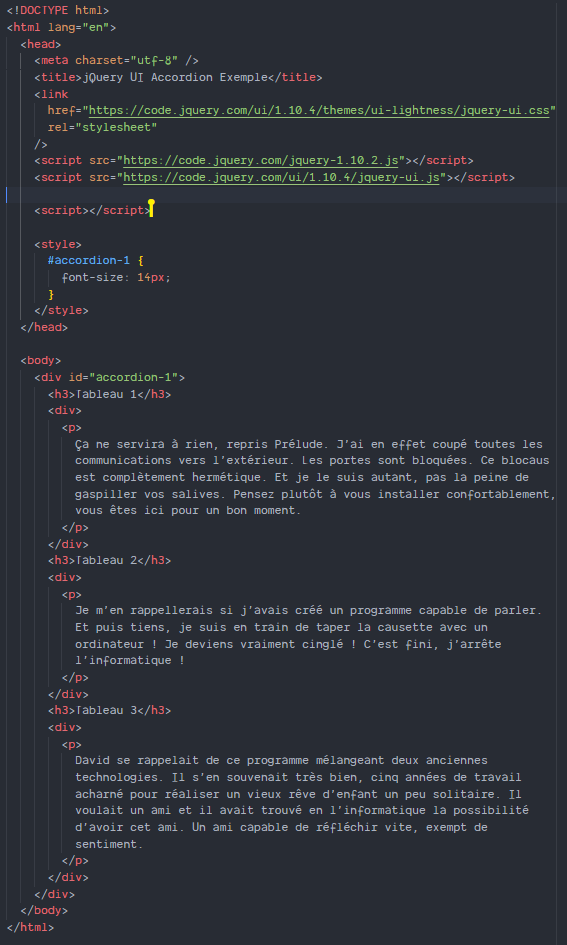 <!DOCTYPE html>
<html lang="en">
<head>
<meta charset="utf-8" />
<title>jQuery UI Accordion Exemple</title>
<link
href="https://code.jquery.com/ui/1.10.4/themes/ui-lightness/jquery-ui.css"
rel="stylesheet"
/>
<script src="https://code.jquery.com/jquery-1.10.2.js"></script>
<script src="https://code.jquery.com/ui/1.10.4/jquery-ui.js"></script>
<script></script>
<style>
#accordion-1 {
font-size: 14px;
}
</style>
</head>
<body>
<div id="accordion-1">
<h3>Tableau 1</h3>
<div>
<p>
Ça ne servira à rien, repris Prélude. J’ai en effet coupé toutes les
communications vers l’extérieur. Les portes sont bloquées. Ce blocaus
est complètement hermétique. Et je le suis autant, pas la peine de
gaspiller vos salives. Pensez plutôt à vous installer confortablement,
vous êtes ici pour un bon moment.
</p>
</div>
<h3>Tableau 2</h3>
<div>
<p>
Je m’en rappellerais si j’avais créé un programme capable de parler.
Et puis tiens, je suis en train de taper la causette avec un
ordinateur ! Je deviens vraiment cinglé ! C’est fini, j’arrête
l’informatique !
</p>
</div>
<h3>Tableau 3</h3>
<div>
<p>
David se rappelait de ce programme mélangeant deux anciennes
technologies. Il s’en souvenait très bien, cinq années de travail
acharné pour réaliser un vieux rêve d’enfant un peu solitaire. Il
voulait un ami et il avait trouvé en l’informatique la possibilité
d’avoir cet ami. Un ami capable de réfléchir vite, exempt de
sentiment.
</p>
</div>
</div>
</body>
</html>